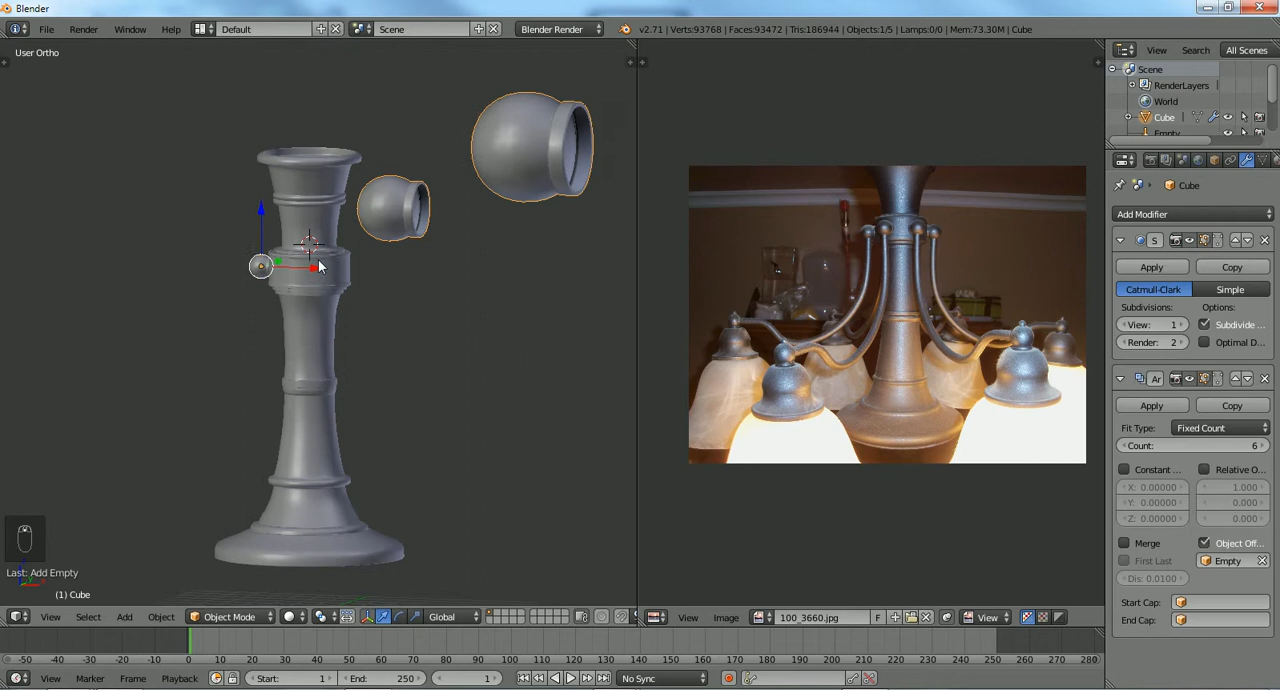 Blender
File Render Window Help Default Scene Blender Render v2.71 | Verts:93768 | Faces:93472 | Tris:186944 | Objects:1/5 | Lamps:0/0 | Mem:73.30M | Cube
User Ortho
View Search All Scenes
Scene
RenderLayers
World
Cube
Empty
Cube
Add Modifier
S
Apply Copy
Catmull-Clark Simple
Subdivisions: Options:
View: 1 Subdivide ...
Render: 2 Optimal D...
Ar
Apply Copy
Fit Type: Fixed Count
Count: 6
Constant ... Relative O...
X: 0.00000 1.000
Y: 0.00000 0.000
Z: 0.00000 0.000
Merge Object Off...
First Last Empty
Dis: 0.0100
Start Cap:
End Cap:
Last: Add Empty
(1) Cube
View Select Add Object Object Mode Global View Image 100_3660.jpg F View
-50 -40 -30 -20 -10 0 10 20 30 40 50 60 70 80 90 100 110 120 130 140 150 160 170 180 190 200 210 220 230 240 250 260 270 280
View Marker Frame Playback Start: 1 End: 250 1 No Sync